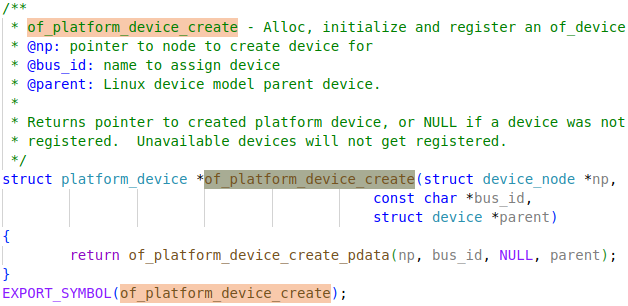 /**
 * of_platform_device_create - Alloc, initialize and register an of_device
 * @np: pointer to node to create device for
 * @bus_id: name to assign device
 * @parent: Linux device model parent device.
 *
 * Returns pointer to created platform device, or NULL if a device was not
 * registered.  Unavailable devices will not get registered.
 */
struct platform_device *of_platform_device_create(struct device_node *np,
                                            const char *bus_id,
                                            struct device *parent)
{
        return of_platform_device_create_pdata(np, bus_id, NULL, parent);
}
EXPORT_SYMBOL(of_platform_device_create);